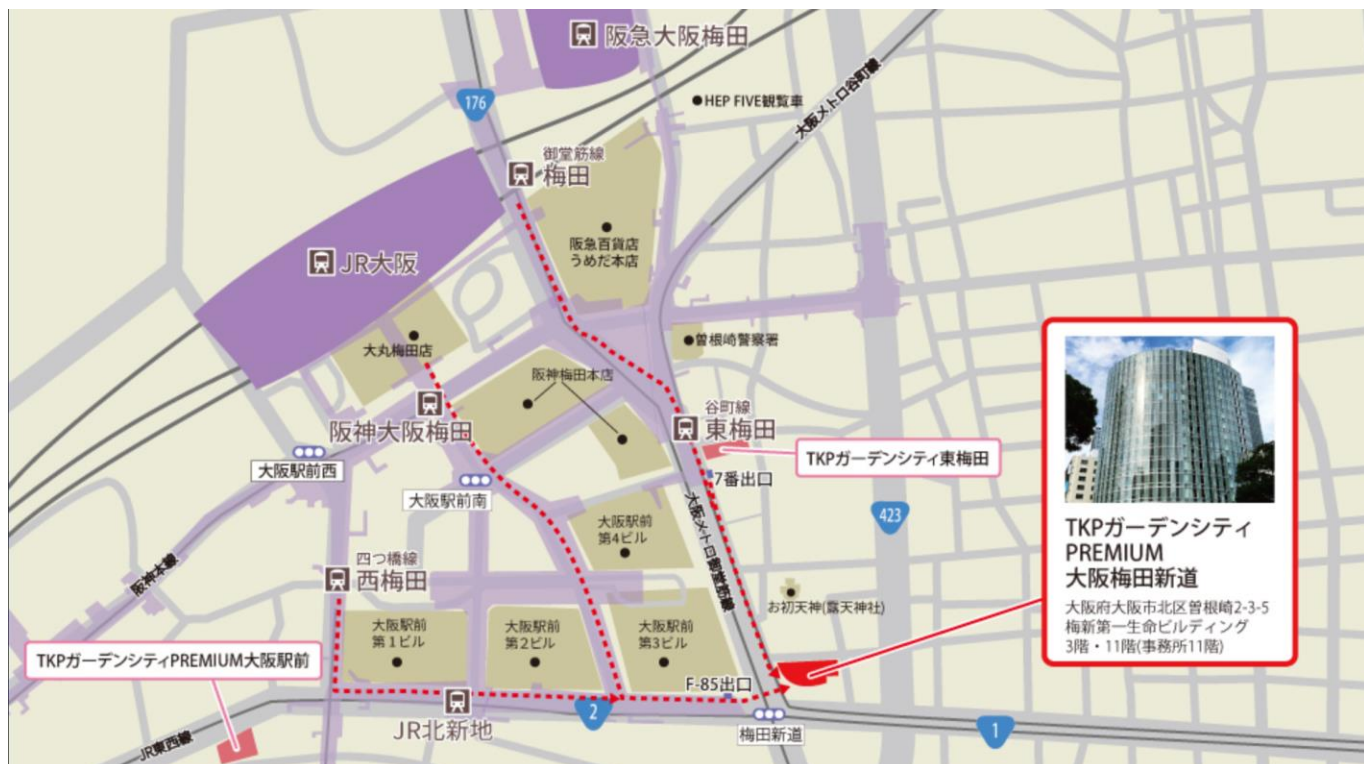 阪急大阪梅田
176
HEP FIVE観覧車
大阪メトロ谷町線
御堂筋線
梅田
阪急百貨店
うめだ本店
JR大阪
大丸梅田店
曽根崎警察署
阪神梅田本店
阪神大阪梅田
谷町線
東梅田
TKPガーデンシティ東梅田
大阪駅前西
大阪駅前南
7番出口
大阪駅前
第4ビル
大阪メトロ御堂筋線
423
阪神本線
四つ橋線
西梅田
お初天神(露天神社)
大阪駅前
第1ビル
大阪駅前
第2ビル
大阪駅前
第3ビル
TKPガーデンシティPREMIUM大阪駅前
F-85出口
JR北新地
2
梅田新道
1
JR東西線
TKPガーデンシティ
PREMIUM
大阪梅田新道
大阪府大阪市北区曽根崎2-3-5
梅新第一生命ビルディング
3階・11階(事務所11階)